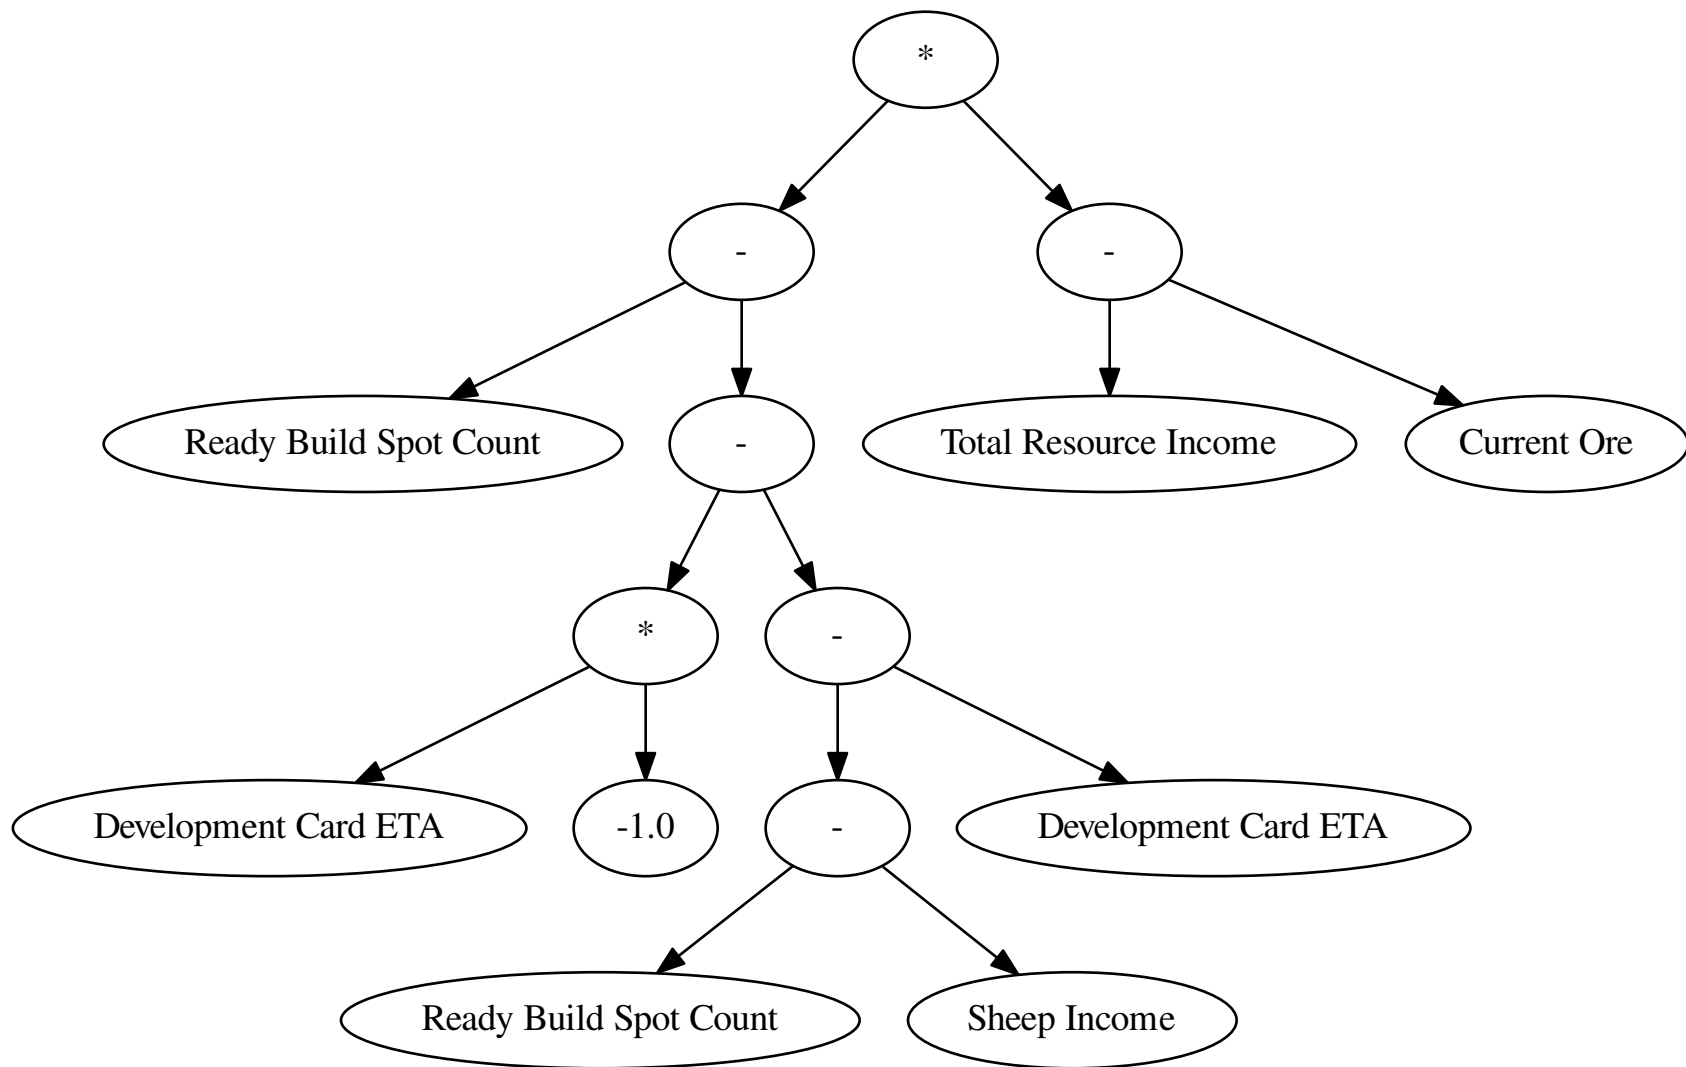 *
-
-
Ready Build Spot Count
-
Total Resource Income
Current Ore
*
-
Development Card ETA
-1.0
-
Development Card ETA
Ready Build Spot Count
Sheep Income